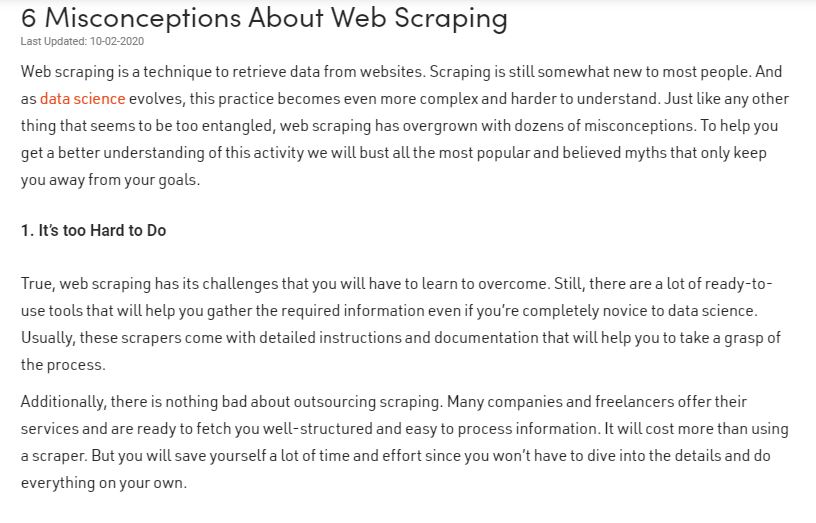 6 Misconceptions About Web Scraping
Last Updated: 10-02-2020
Web scraping is a technique to retrieve data from websites. Scraping is still somewhat new to most people. And
as data science evolves, this practice becomes even more complex and harder to understand. Just like any other
thing that seems to be too entangled, web scraping has overgrown with dozens of misconceptions. To help you
get a better understanding of this activity we will bust all the most popular and believed myths that only keep
you away from your goals.
1. It's too Hard to Do
True, web scraping has its challenges that you will have to learn to overcome. Still, there are a lot of ready-to-
use tools that will help you gather the required information even if you're completely novice to data science.
Usually, these scrapers come with detailed instructions and documentation that will help you to take a grasp of
the process.
Additionally, there is nothing bad about outsourcing scraping. Many companies and freelancers offer their
services and are ready to fetch you well-structured and easy to process information. It will cost more than using
a scraper. But you will save yourself a lot of time and effort since you won't have to dive into the details and do
everything on your own.